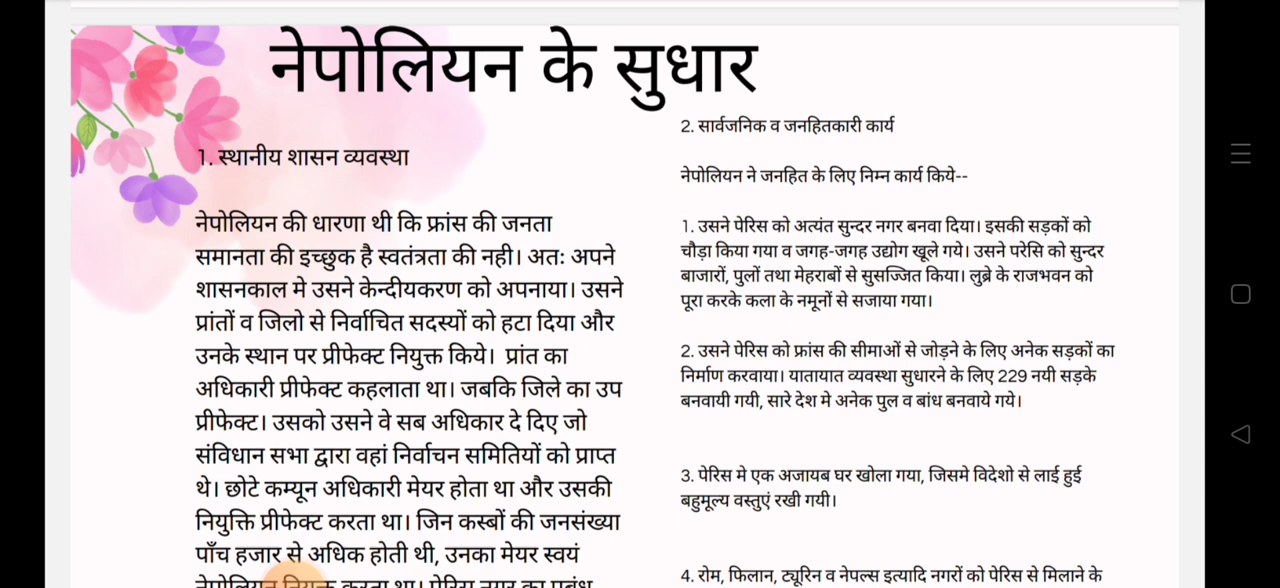 नेपोलियन के सुधार
1. स्थानीय शासन व्यवस्था
नेपोलियन की धारणा थी कि फ्रांस की जनता
समानता की इच्छुक है स्वतंत्रता की नही। अतः अपने
शासनकाल मे उसने केन्दीयकरण को अपनाया। उसने
प्रांतों व जिलो से निर्वाचित सदस्यों को हटा दिया और
उनके स्थान पर प्रीफेक्ट नियुक्त किये। प्रांत का
अधिकारी प्रीफेक्ट कहलाता था। जबकि जिले का उप
प्रीफेक्ट। उसको उसने वे सब अधिकार दे दिए जो
संविधान सभा द्वारा वहां निर्वाचन समितियों को प्राप्त
थे। छोटे कम्यून अधिकारी मेयर होता था और उसकी
नियुक्ति प्रीफेक्ट करता था। जिन कस्बों की जनसंख्या
पाँच हजार से अधिक होती थी, उनका मेयर स्वयं
नेपोलियन नियुक्त करता था। पेरिस नगर का प्रबंध
2. सार्वजनिक व जनहितकारी कार्य
नेपोलियन ने जनहित के लिए निम्न कार्य किये--
1. उसने पेरिस को अत्यंत सुन्दर नगर बनवा दिया। इसकी सड़कों को
चौड़ा किया गया व जगह-जगह उद्योग खूले गये। उसने परेसि को सुन्दर
बाजारों, पुलों तथा मेहराबों से सुसज्जित किया। लुब्रे के राजभवन को
पूरा करके कला के नमूनों से सजाया गया।
2. उसने पेरिस को फ्रांस की सीमाओं से जोड़ने के लिए अनेक सड़कों का
निर्माण करवाया। यातायात व्यवस्था सुधारने के लिए 229 नयी सड़के
बनवायी गयी, सारे देश मे अनेक पुल व बांध बनवाये गये।
3. पेरिस मे एक अजायब घर खोला गया, जिसमे विदेशो से लाई हुई
बहुमूल्य वस्तुएं रखी गयी।
4. रोम, फिलान, ट्यूरिन व नेपल्स इत्यादि नगरों को पेरिस से मिलाने के